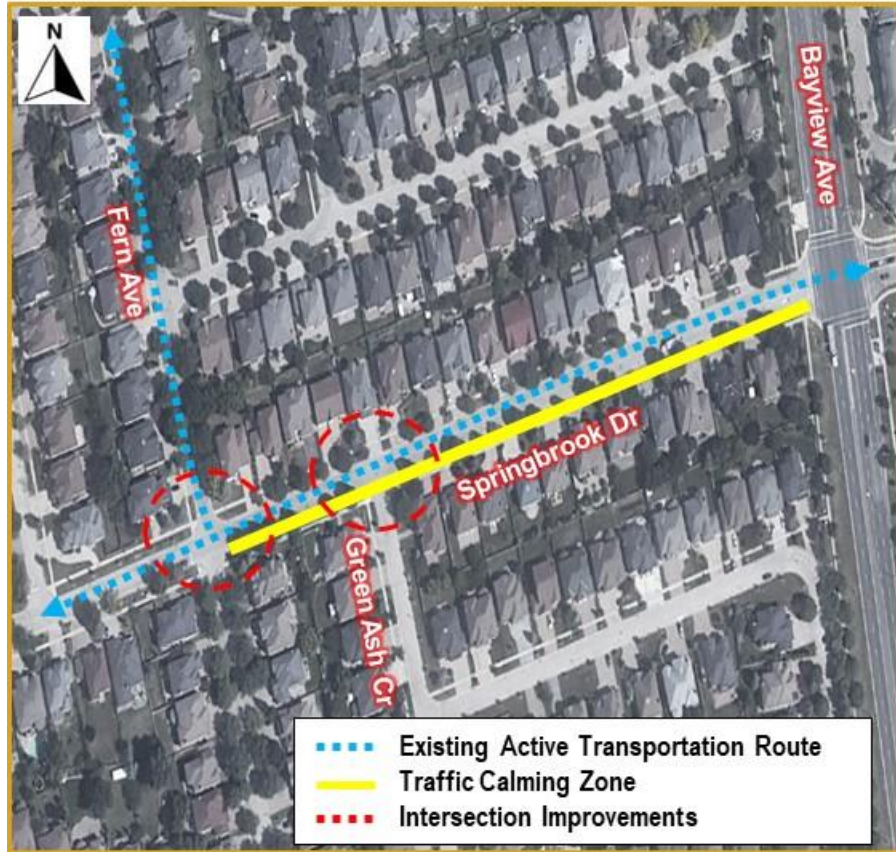 N
Bayview Ave
Fern Ave
Springbrook Dr
Green Ash Cr
Existing Active Transportation Route
Traffic Calming Zone
Intersection Improvements